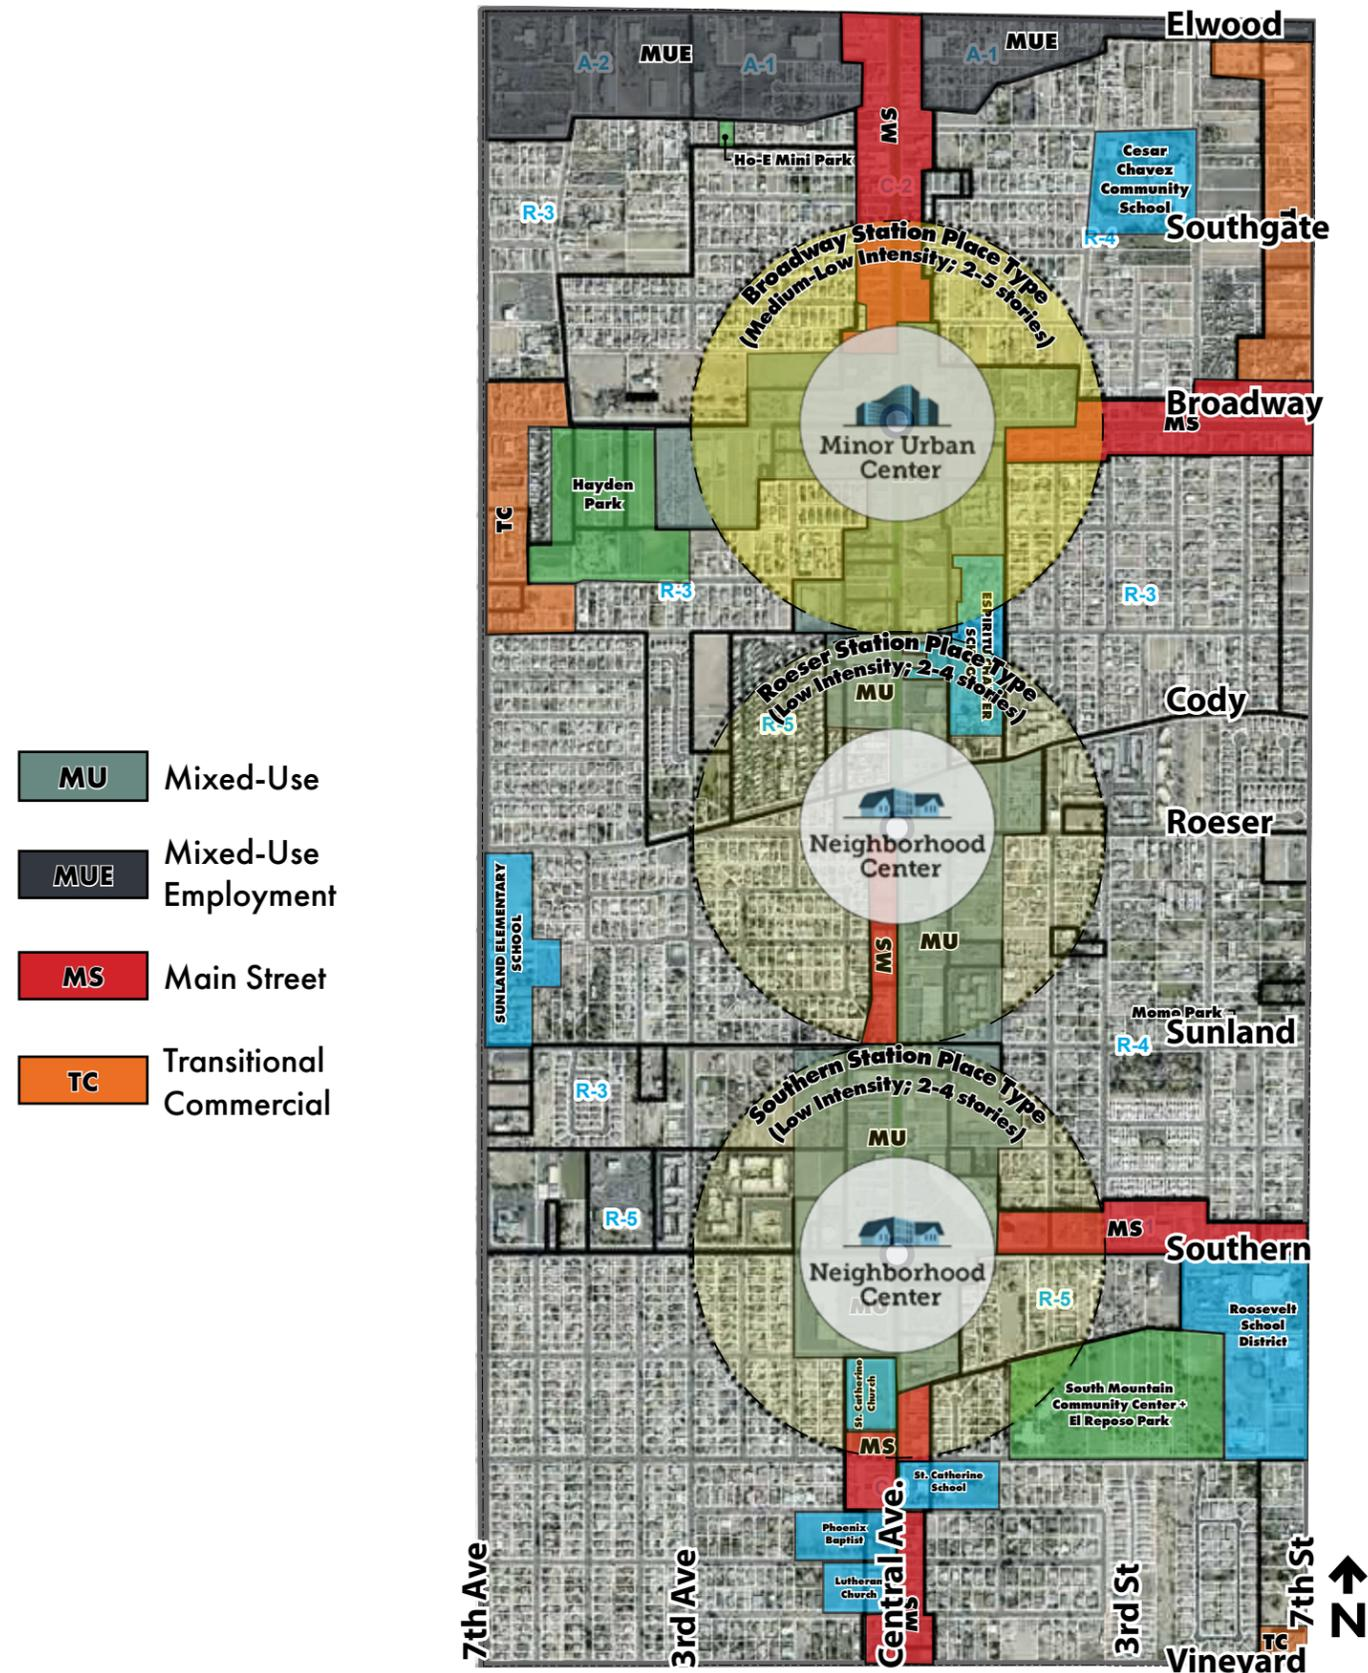 Elwood
MUE
MUE
A-2
A-1
A-1
MS
Ho-E Mini Park
C-2
Cesar
Chavez
Community
School
R-3
R-4
Southgate
Broadway Station Place Type
(Medium-Low Intensity; 2-5 stories)
Broadway
MS
Minor Urban
Center
Hayden
Park
TC
R-3
R-3
ESPIRITU
Roeser Station Place Type
(Low Intensity; 2-4 stories)
MU
R-5
Cody
MU
Mixed-Use
Roeser
Neighborhood
Center
MUE
Mixed-Use
Employment
SUNLAND ELEMENTARY
SCHOOL
MS
MU
MS
Main Street
Momo Park
Sunland
R-4
TC
Transitional
Commercial
R-3
Southern Station Place Type
(Low Intensity; 2-4 stories)
MU
R-5
MS
Southern
Neighborhood
Center
MU
R-5
Roosevelt
School
District
St. Catherine
Church
South Mountain
Community Center +
El Reposo Park
MS
St. Catherine
School
Phoenix
Baptist
Lutheran
Church
MS
7th Ave
3rd Ave
Central Ave.
3rd St
7th St
TC
Vineyard
N